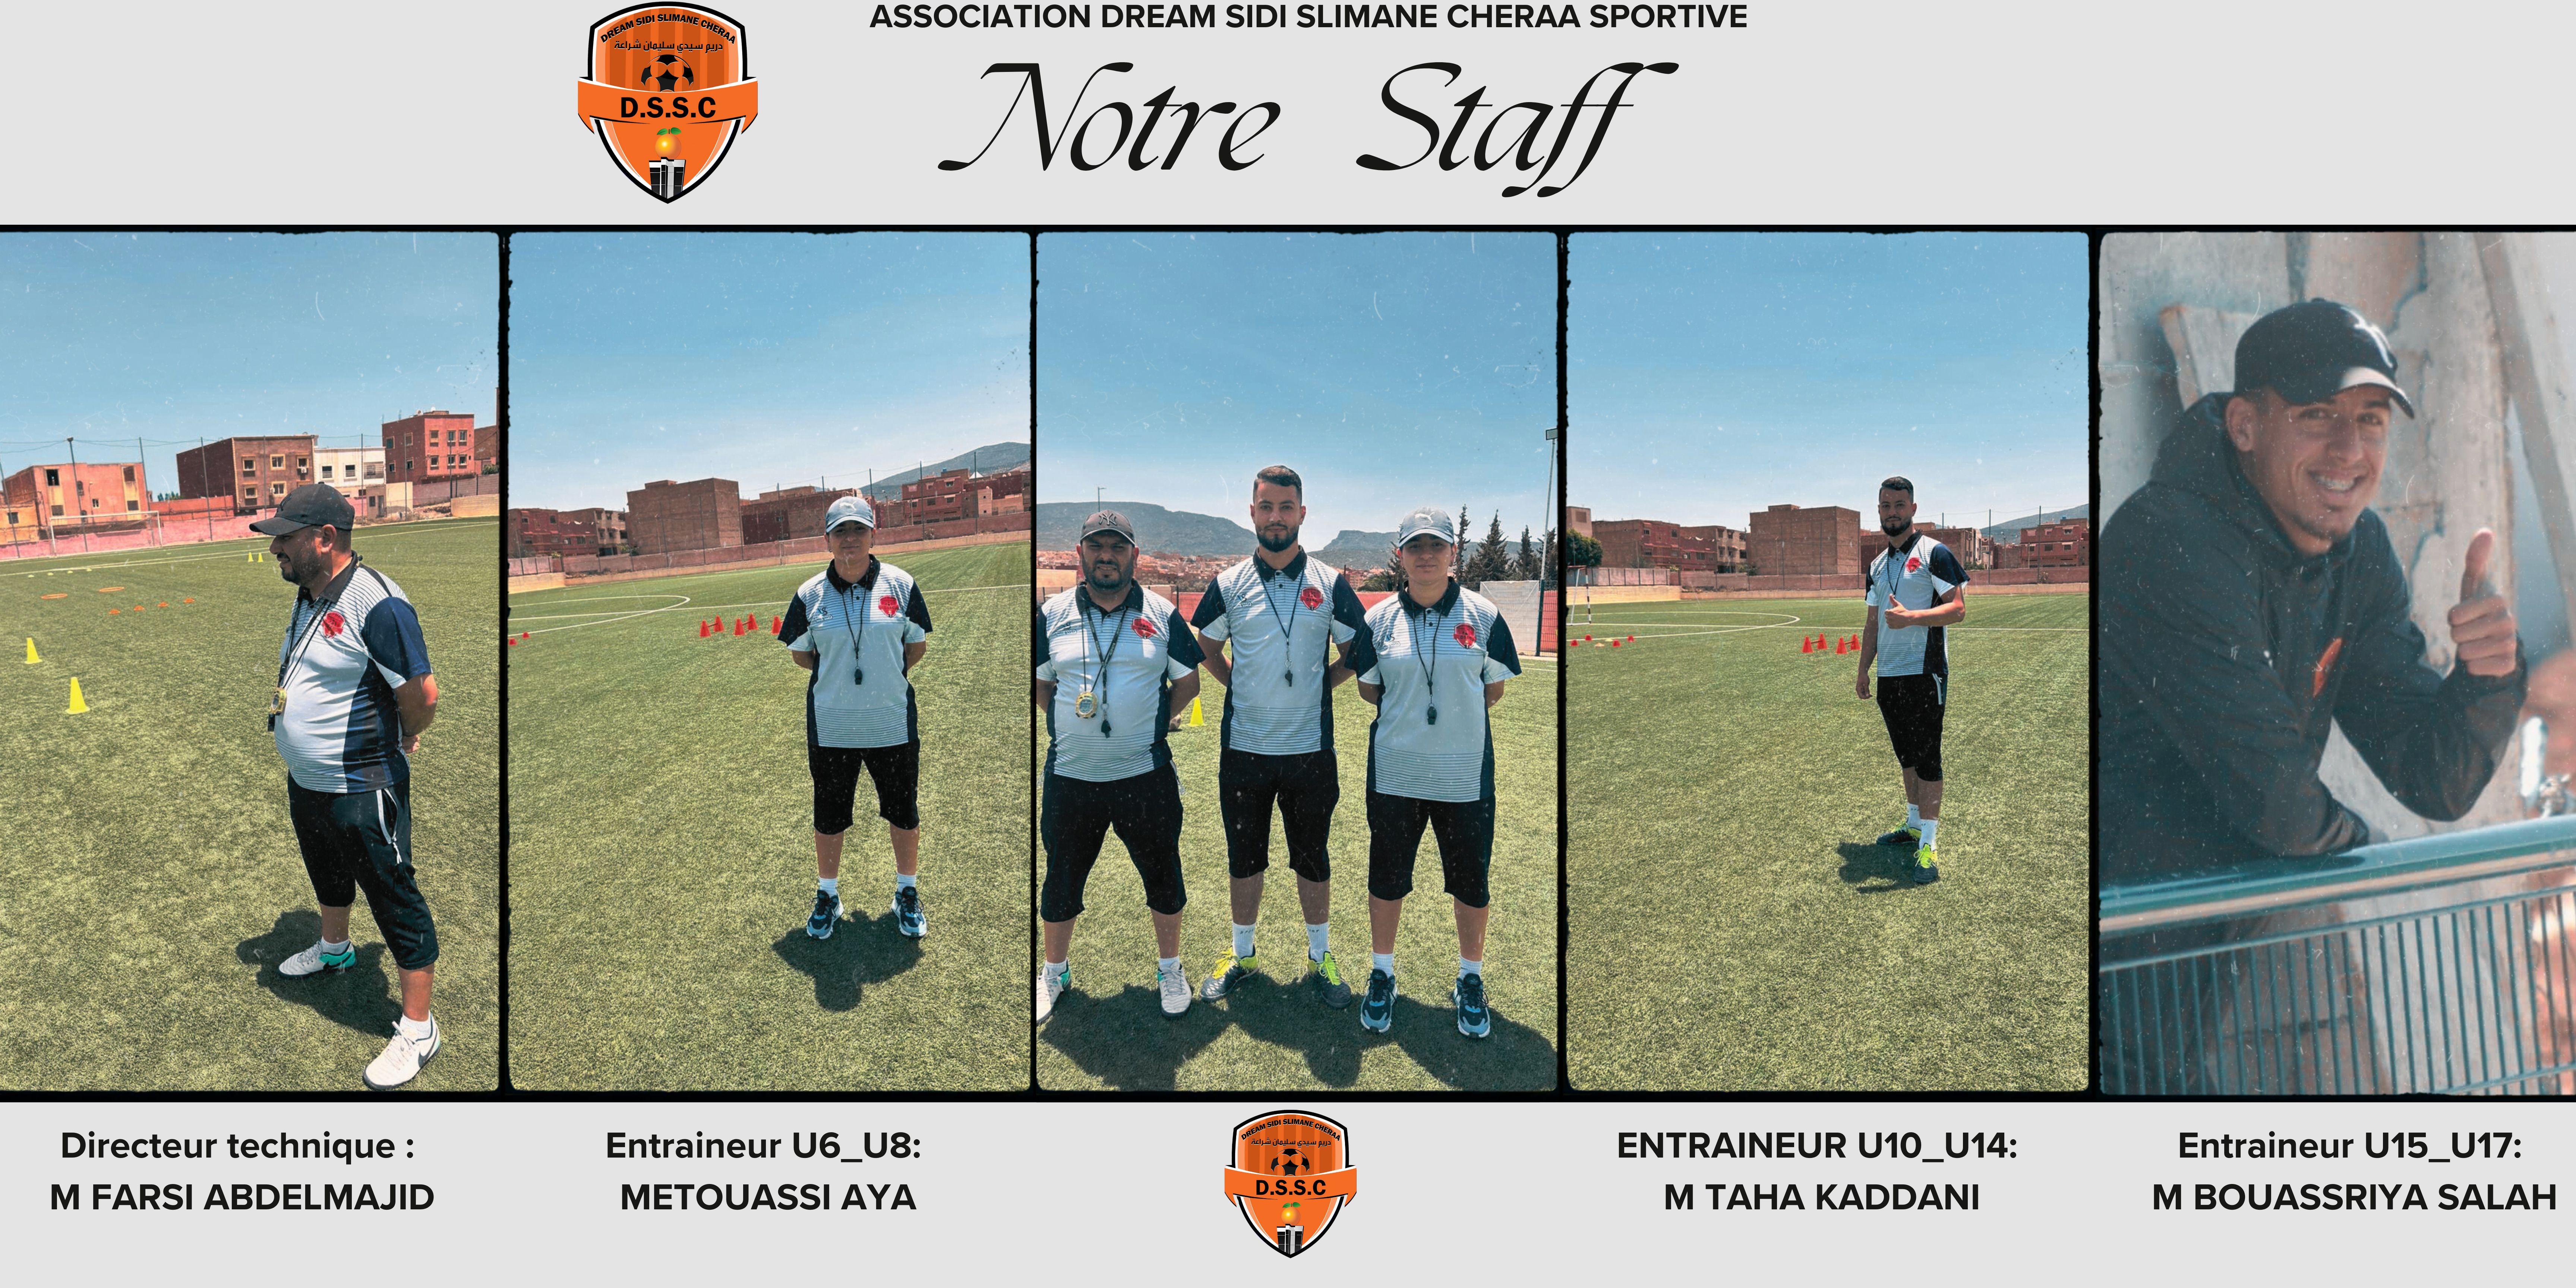 ASSOCIATION DREAM SIDI SLIMANE CHERAA SPORTIVE
DREAM SIDI SLIMANE CHERAA
دريم سيدي سليمان شراعة
D.S.S.C
Notre Staff
Directeur technique :
M FARSI ABDELMAJID
Entraineur U6_U8:
METOUASSI AYA
DREAM SIDI SLIMANE CHERAA
دريم سيدي سليمان شراعة
D.S.S.C
ENTRAINEUR U10_U14:
M TAHA KADDANI
Entraineur U15_U17:
M BOUASSRIYA SALAH